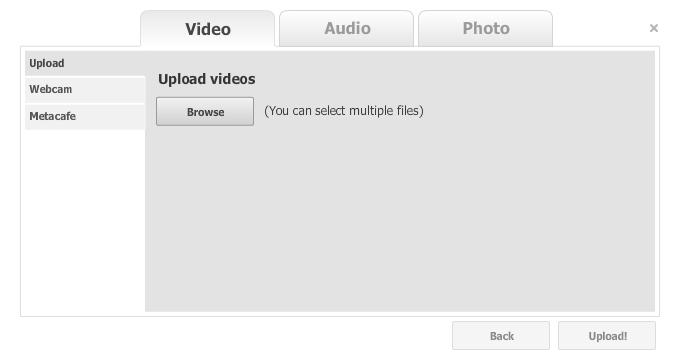 Video Audio Photo ×
Upload
Webcam
Metacafe
Upload videos
Browse (You can select multiple files)
Back Upload!